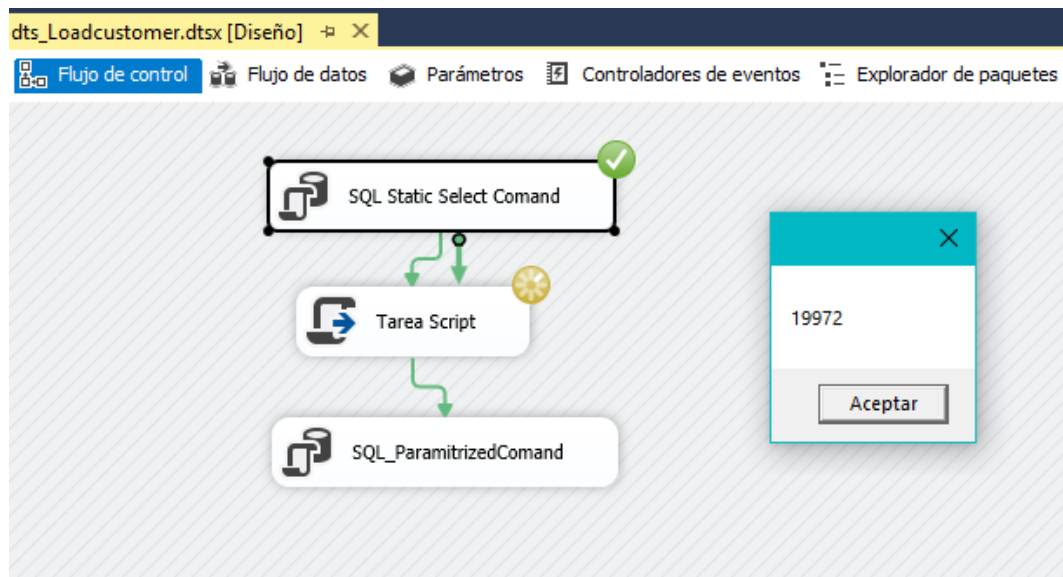 dts_Loadcustomer.dtsx [Diseño]
Flujo de control Flujo de datos Parámetros Controladores de eventos Explorador de paquetes
SQL Static Select Comand
19972
Tarea Script
Aceptar
SQL_ParamitrizedComand